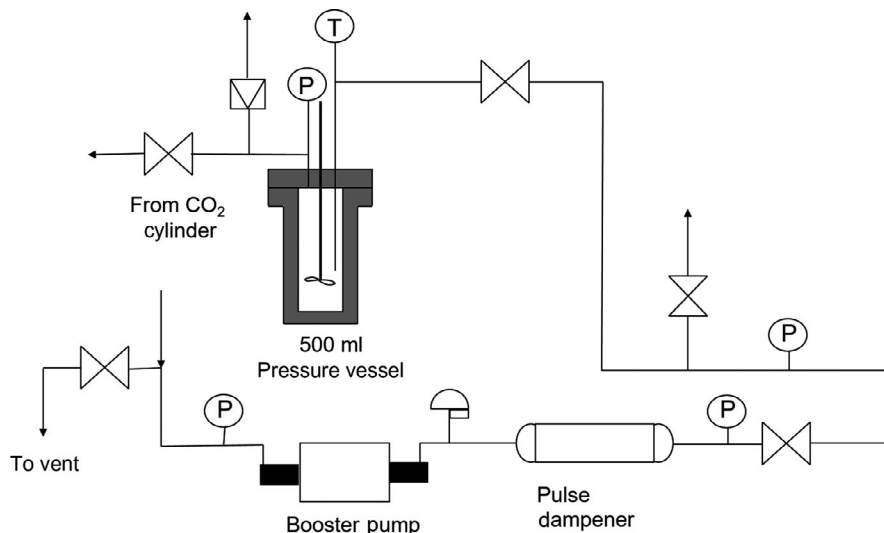 T
P
From CO₂
cylinder
500 ml
Pressure vessel
P
P
P
To vent
Pulse
dampener
Booster pump